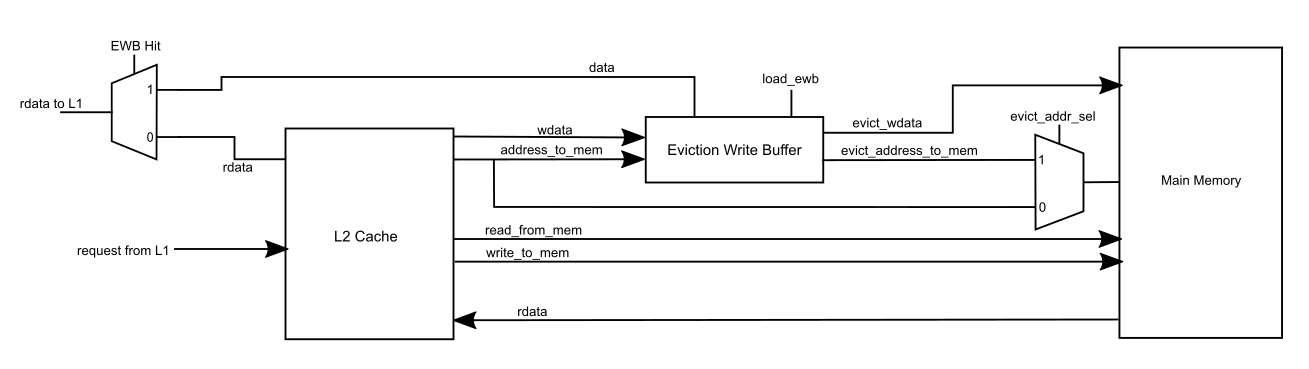 EWB Hit
data
load_ewb
1
rdata to L1
evict_wdata
evict_addr_sel
0
wdata
address_to_mem
Eviction Write Buffer
evict_address_to_mem
1
rdata
Main Memory
0
L2 Cache
read_from_mem
request from L1
write_to_mem
rdata